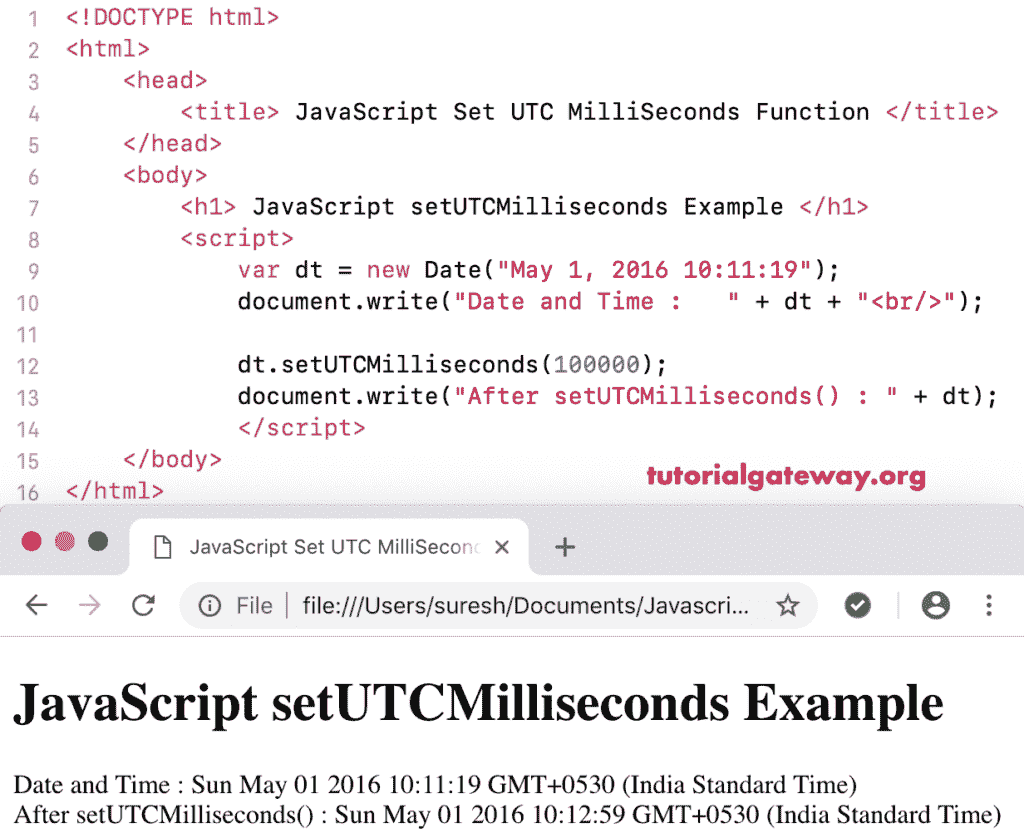 1 <!DOCTYPE html>
2 <html>
3 <head>
4 <title> JavaScript Set UTC MilliSeconds Function </title>
5 </head>
6 <body>
7 <h1> JavaScript setUTCMilliseconds Example </h1>
8 <script>
9 var dt = new Date("May 1, 2016 10:11:19");
10 document.write("Date and Time :   " + dt + "<br/>");
11
12 dt.setUTCMilliseconds(100000);
13 document.write("After setUTCMilliseconds() : " + dt);
14 </script>
15 </body>
16 </html>
tutorialgateway.org
JavaScript Set UTC MilliSecon
File | file:///Users/suresh/Documents/Javascri...
JavaScript setUTCMilliseconds Example
Date and Time : Sun May 01 2016 10:11:19 GMT+0530 (India Standard Time)
After setUTCMilliseconds() : Sun May 01 2016 10:12:59 GMT+0530 (India Standard Time)